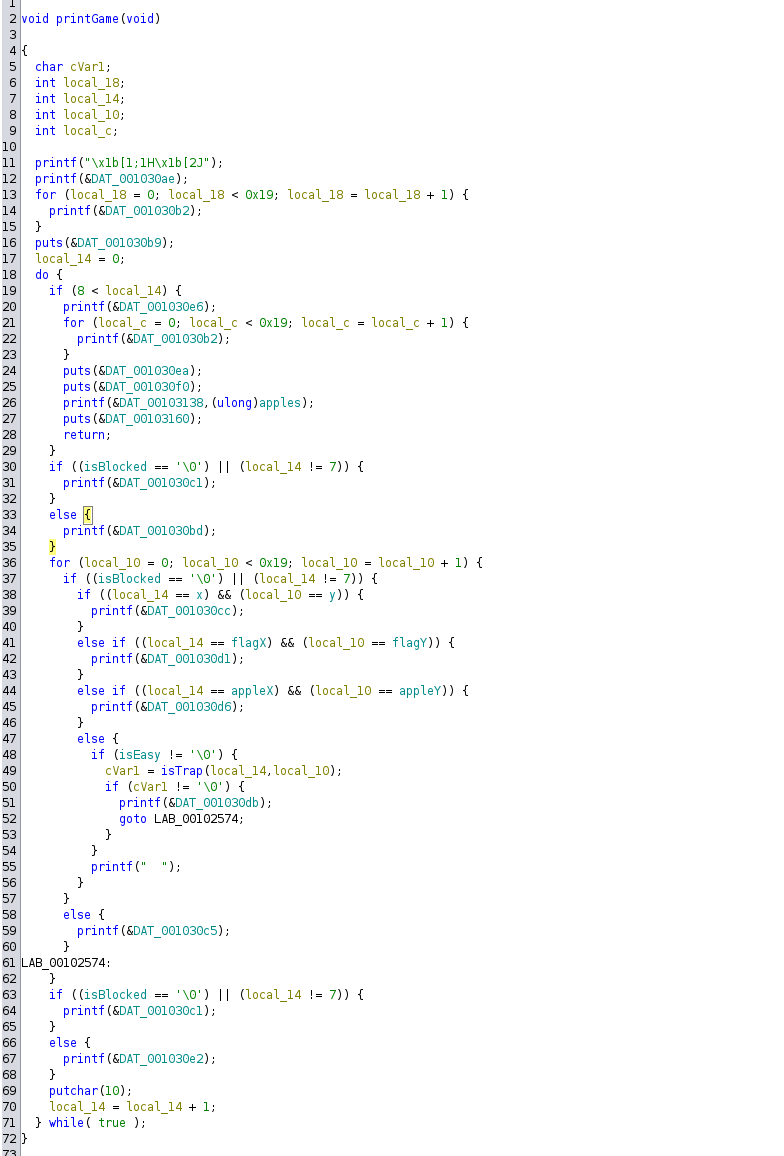 1
2 void printGame(void)
3
4 {
5   char cVar1;
6   int local_18;
7   int local_14;
8   int local_10;
9   int local_c;
10
11   printf("\x1b[1;1H\x1b[2J");
12   printf(&DAT_001030ae);
13   for (local_18 = 0; local_18 < 0x19; local_18 = local_18 + 1) {
14     printf(&DAT_001030b2);
15   }
16   puts(&DAT_001030b9);
17   local_14 = 0;
18   do {
19     if (8 < local_14) {
20       printf(&DAT_001030e6);
21       for (local_c = 0; local_c < 0x19; local_c = local_c + 1) {
22         printf(&DAT_001030b2);
23       }
24       puts(&DAT_001030ea);
25       puts(&DAT_001030f0);
26       printf(&DAT_00103138,(ulong)apples);
27       puts(&DAT_00103160);
28       return;
29     }
30     if ((isBlocked == '\0') || (local_14 != 7)) {
31       printf(&DAT_001030c1);
32     }
33     else {
34       printf(&DAT_001030bd);
35     }
36     for (local_10 = 0; local_10 < 0x19; local_10 = local_10 + 1) {
37       if ((isBlocked == '\0') || (local_14 != 7)) {
38         if ((local_14 == x) && (local_10 == y)) {
39           printf(&DAT_001030cc);
40         }
41         else if ((local_14 == flagX) && (local_10 == flagY)) {
42           printf(&DAT_001030d1);
43         }
44         else if ((local_14 == appleX) && (local_10 == appleY)) {
45           printf(&DAT_001030d6);
46         }
47         else {
48           if (isEasy != '\0') {
49             cVar1 = isTrap(local_14,local_10);
50             if (cVar1 != '\0') {
51               printf(&DAT_001030db);
52               goto LAB_00102574;
53             }
54           }
55           printf("  ");
56         }
57       }
58       else {
59         printf(&DAT_001030c5);
60       }
61 LAB_00102574:
62     }
63     if ((isBlocked == '\0') || (local_14 != 7)) {
64       printf(&DAT_001030c1);
65     }
66     else {
67       printf(&DAT_001030e2);
68     }
69     putchar(10);
70     local_14 = local_14 + 1;
71   } while( true );
72 }
73